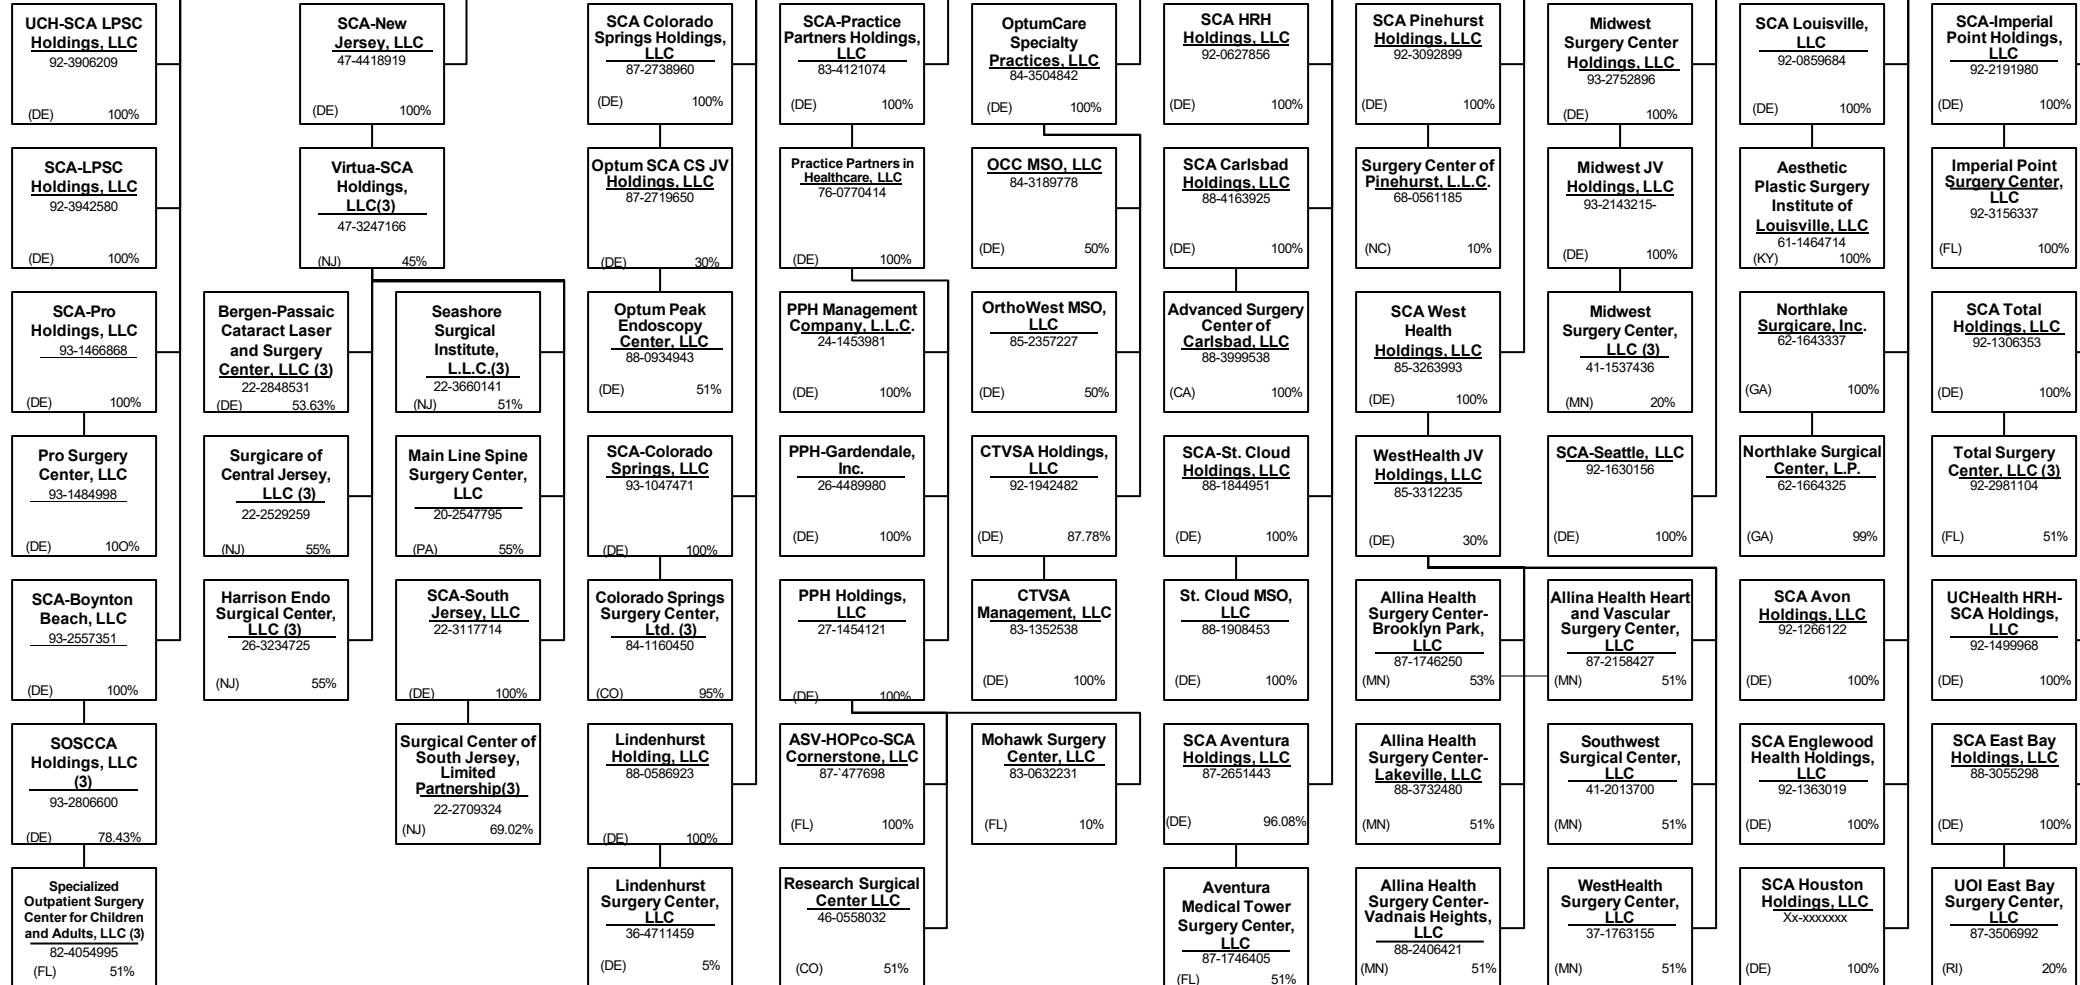 UCH-SCA LPSC
Holdings, LLC
92-3906209
(DE) 100%
SCA-New
Jersey, LLC
47-4418919
(DE) 100%
SCA Colorado
Springs Holdings,
LLC
87-2738960
(DE) 100%
SCA-Practice
Partners Holdings,
LLC
83-4121074
(DE) 100%
OptumCare
Specialty
Practices, LLC
84-3504842
(DE) 100%
SCA HRH
Holdings, LLC
92-0627856
(DE) 100%
SCA Pinehurst
Holdings, LLC
92-3092899
(DE) 100%
Midwest
Surgery Center
Holdings, LLC
93-2752896
(DE) 100%
SCA Louisville,
LLC
92-0859684
(DE) 100%
SCA-Imperial
Point Holdings,
LLC
92-2191980
(DE) 100%
SCA-LPSC
Holdings, LLC
92-3942580
(DE) 100%
Virtua-SCA
Holdings,
LLC(3)
47-3247166
(NJ) 45%
Optum SCA CS JV
Holdings, LLC
87-2719650
(DE) 30%
Practice Partners in
Healthcare, LLC
76-0770414
(DE) 100%
OCC MSO, LLC
84-3189778
(DE) 50%
SCA Carlsbad
Holdings, LLC
88-4163925
(DE) 100%
Surgery Center of
Pinehurst, L.L.C.
68-0561185
(NC) 10%
Midwest JV
Holdings, LLC
93-2143215-
(DE) 100%
Aesthetic
Plastic Surgery
Institute of
Louisville, LLC
61-1464714
(KY) 100%
Imperial Point
Surgery Center,
LLC
92-3156337
(FL) 100%
SCA-Pro
Holdings, LLC
93-1466868
(DE) 100%
Bergen-Passaic
Cataract Laser
and Surgery
Center, LLC (3)
22-2848531
(DE) 53.63%
Seashore
Surgical
Institute,
L.L.C.(3)
22-3660141
(NJ) 51%
Optum Peak
Endoscopy
Center, LLC
88-0934943
(DE) 51%
PPH Management
Company, L.L.C.
24-1453981
(DE) 100%
OrthoWest MSO,
LLC
85-2357227
(DE) 50%
Advanced Surgery
Center of
Carlsbad, LLC
88-3999538
(CA) 100%
SCA West
Health
Holdings, LLC
85-3263993
(DE) 100%
Midwest
Surgery Center,
LLC (3)
41-1537436
(MN) 20%
Northlake
Surgicare, Inc.
62-1643337
(GA) 100%
SCA Total
Holdings, LLC
92-1306353
(DE) 100%
Pro Surgery
Center, LLC
93-1484998
(DE) 10O%
Surgicare of
Central Jersey,
LLC (3)
22-2529259
(NJ) 55%
Main Line Spine
Surgery Center,
LLC
20-2547795
(PA) 55%
SCA-Colorado
Springs, LLC
93-1047471
(DE) 100%
PPH-Gardendale,
Inc.
26-4489980
(DE) 100%
CTVSA Holdings,
LLC
92-1942482
(DE) 87.78%
SCA-St. Cloud
Holdings, LLC
88-1844951
(DE) 100%
WestHealth JV
Holdings, LLC
85-3312235
(DE) 30%
SCA-Seattle, LLC
92-1630156
(DE) 100%
Northlake Surgical
Center, L.P.
62-1664325
(GA) 99%
Total Surgery
Center, LLC (3)
92-2981104
(FL) 51%
SCA-Boynton
Beach, LLC
93-2557351
(DE) 100%
Harrison Endo
Surgical Center,
LLC (3)
26-3234725
(NJ) 55%
SCA-South
Jersey, LLC
22-3117714
(DE) 100%
Colorado Springs
Surgery Center,
Ltd. (3)
84-1160450
(CO) 95%
PPH Holdings,
LLC
27-1454121
(DE) 100%
CTVSA
Management, LLC
83-1352538
(DE) 100%
St. Cloud MSO,
LLC
88-1908453
(DE) 100%
Allina Health
Surgery Center-
Brooklyn Park,
LLC
87-1746250
(MN) 53%
Allina Health Heart
and Vascular
Surgery Center,
LLC
87-2158427
(MN) 51%
SCA Avon
Holdings, LLC
92-1266122
(DE) 100%
UCHealth HRH-
SCA Holdings,
LLC
92-1499968
(DE) 100%
SOSCCA
Holdings, LLC
(3)
93-2806600
(DE) 78.43%
Surgical Center of
South Jersey,
Limited
Partnership(3)
22-2709324
(NJ) 69.02%
Lindenhurst
Holding, LLC
88-0586923
(DE) 100%
ASV-HOPco-SCA
Cornerstone, LLC
87-`477698
(FL) 100%
Mohawk Surgery
Center, LLC
83-0632231
(FL) 10%
SCA Aventura
Holdings, LLC
87-2651443
(DE) 96.08%
Allina Health
Surgery Center-
Lakeville, LLC
88-3732480
(MN) 51%
Southwest
Surgical Center,
LLC
41-2013700
(MN) 51%
SCA Englewood
Health Holdings,
LLC
92-1363019
(DE) 100%
SCA East Bay
Holdings, LLC
88-3055298
(DE) 100%
Specialized
Outpatient Surgery
Center for Children
and Adults, LLC (3)
82-4054995
(FL) 51%
Lindenhurst
Surgery Center,
LLC
36-4711459
(DE) 5%
Research Surgical
Center LLC
46-0558032
(CO) 51%
Aventura
Medical Tower
Surgery Center,
LLC
87-1746405
(FL) 51%
Allina Health
Surgery Center-
Vadnais Heights,
LLC
88-2406421
(MN) 51%
WestHealth
Surgery Center,
LLC
37-1763155
(MN) 51%
SCA Houston
Holdings, LLC
Xx-xxxxxxx
(DE) 100%
UOI East Bay
Surgery Center,
LLC
87-3506992
(RI) 20%